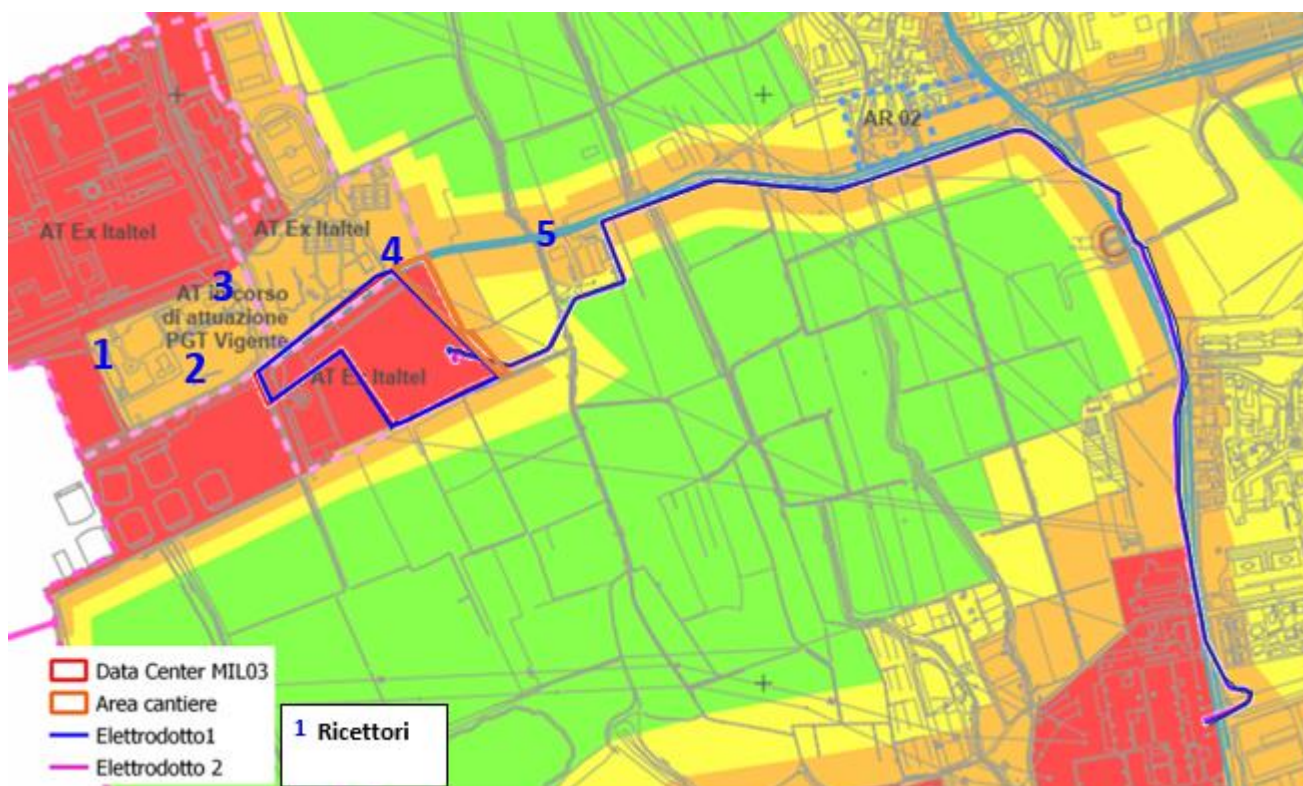 AR 02
AT Ex Italtel
AT Ex Italtel
4
5
3
AT in corso
di attuazione
PGT Vigente
1
2
AT Ex Italtel
Data Center MIL03
Area cantiere
Elettrodotto1
Elettrodotto 2
1 Ricettori